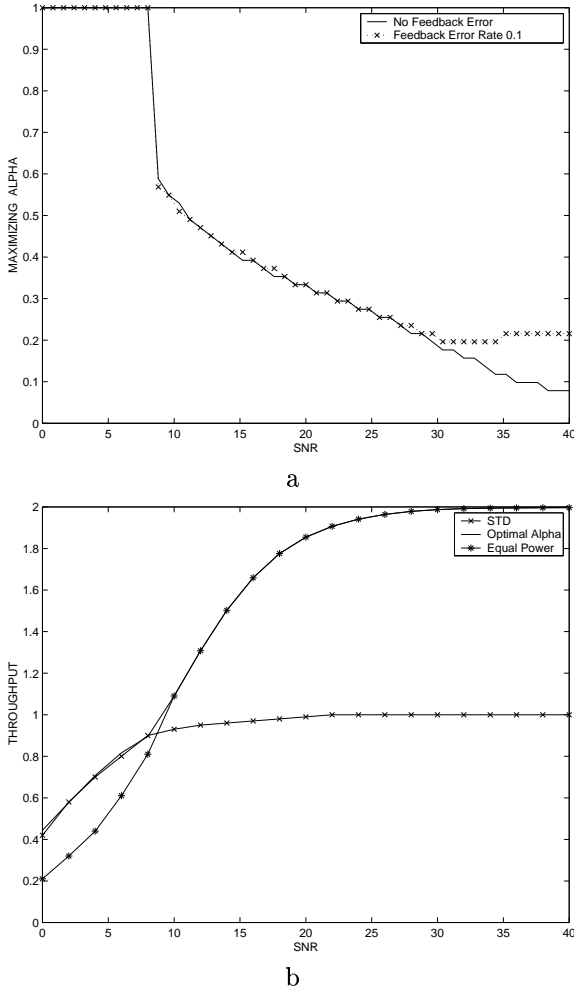 1
0.9
0.8
0.7
0.6
0.5
0.4
0.3
0.2
0.1
0
MAXIMIZING ALPHA
No Feedback Error
Feedback Error Rate 0.1
0 5 10 15 20 25 30 35 40
SNR
a
2
1.8
1.6
1.4
1.2
1
0.8
0.6
0.4
0.2
0
THROUGHPUT
STD
Optimal Alpha
Equal Power
0 5 10 15 20 25 30 35 40
SNR
b